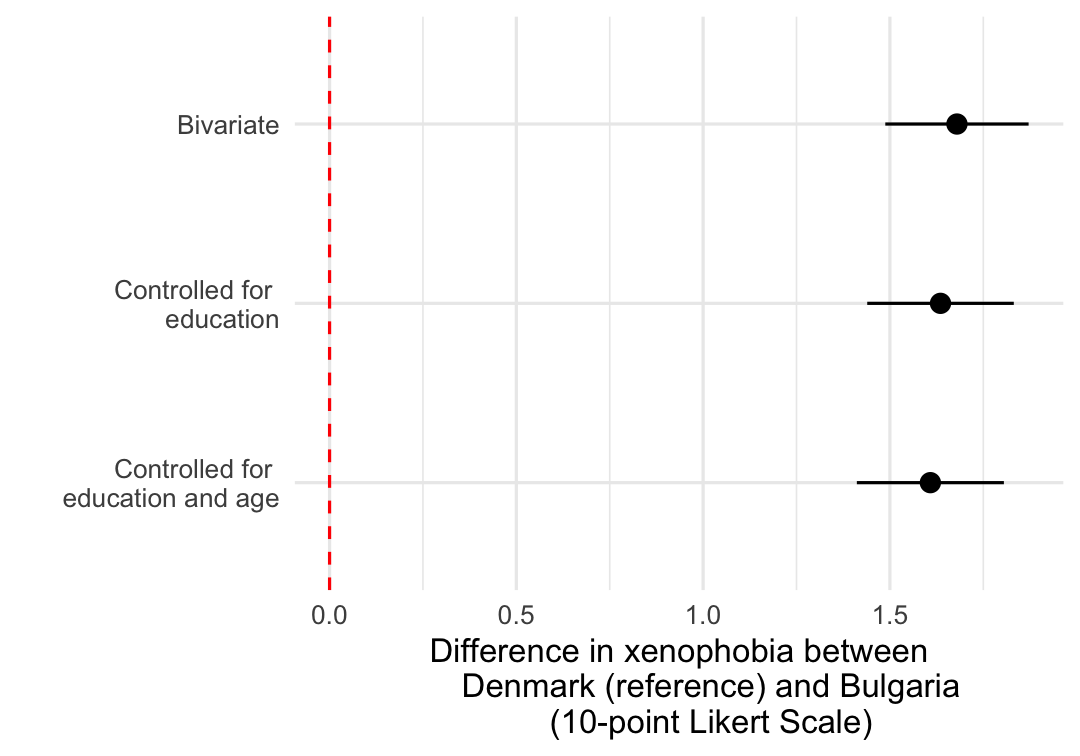 Bivariate
Controlled for
education
Controlled for
education and age
0.0 0.5 1.0 1.5
Difference in xenophobia between
Denmark (reference) and Bulgaria
(10-point Likert Scale)